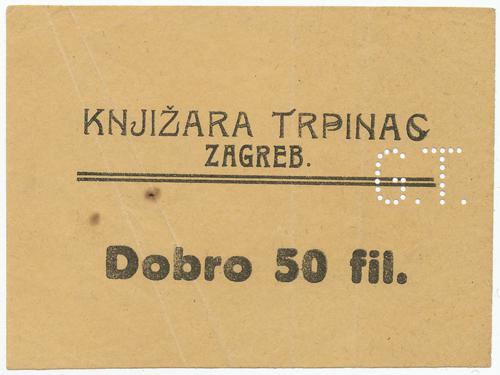 KNJIŽARA TRPINAC
ZAGREB.
G.T.
Dobro 50 fil.